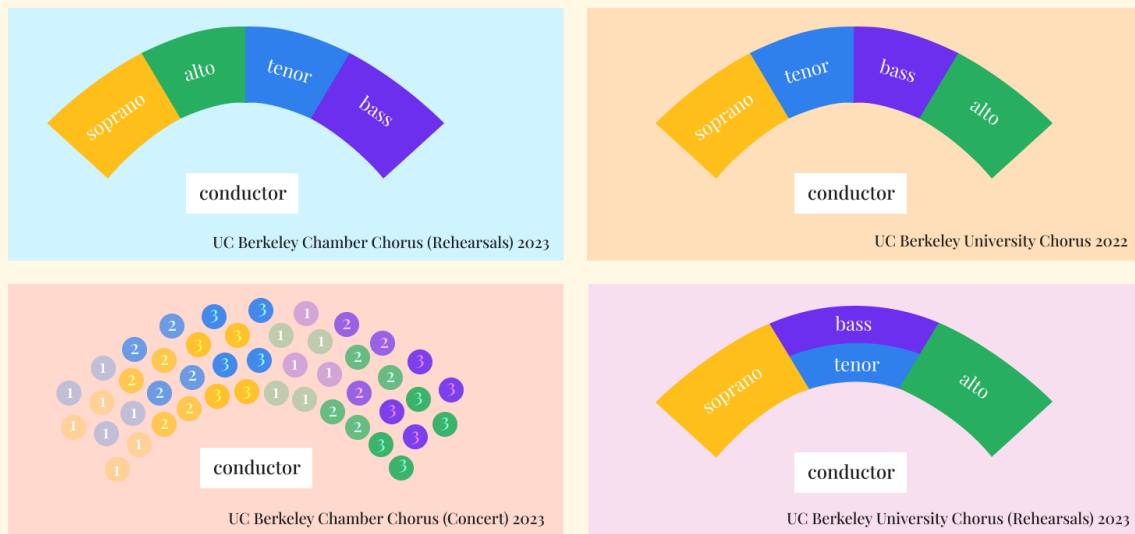 soprano
alto
tenor
bass
conductor
UC Berkeley Chamber Chorus (Rehearsals) 2023
soprano
tenor
bass
alto
conductor
UC Berkeley University Chorus 2022
1 1 2 2 3 3 1 2 2 3 3
1 1 2 2 3 3 1 1 2 2 3 3
1 1 2 2 3 3 1 1 2 3 3
1 1 2 2 3 3 1 1 2 2 3 3
conductor
UC Berkeley Chamber Chorus (Concert) 2023
soprano
bass
tenor
alto
conductor
UC Berkeley University Chorus (Rehearsals) 2023